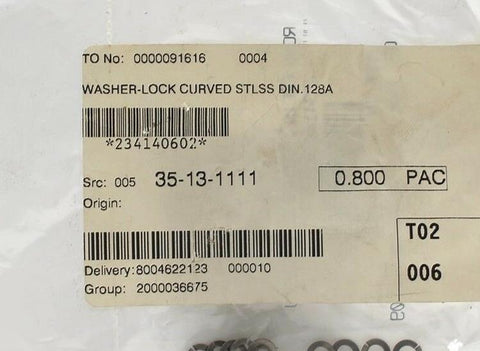 TO No: 0000091616 0004
WASHER-LOCK CURVED STLSS DIN.128A
*234140602*
Src: 005 35-13-1111 0.800 PAC
Origin:
T02
Delivery:8004622123 000010
006
Group: 2000036675